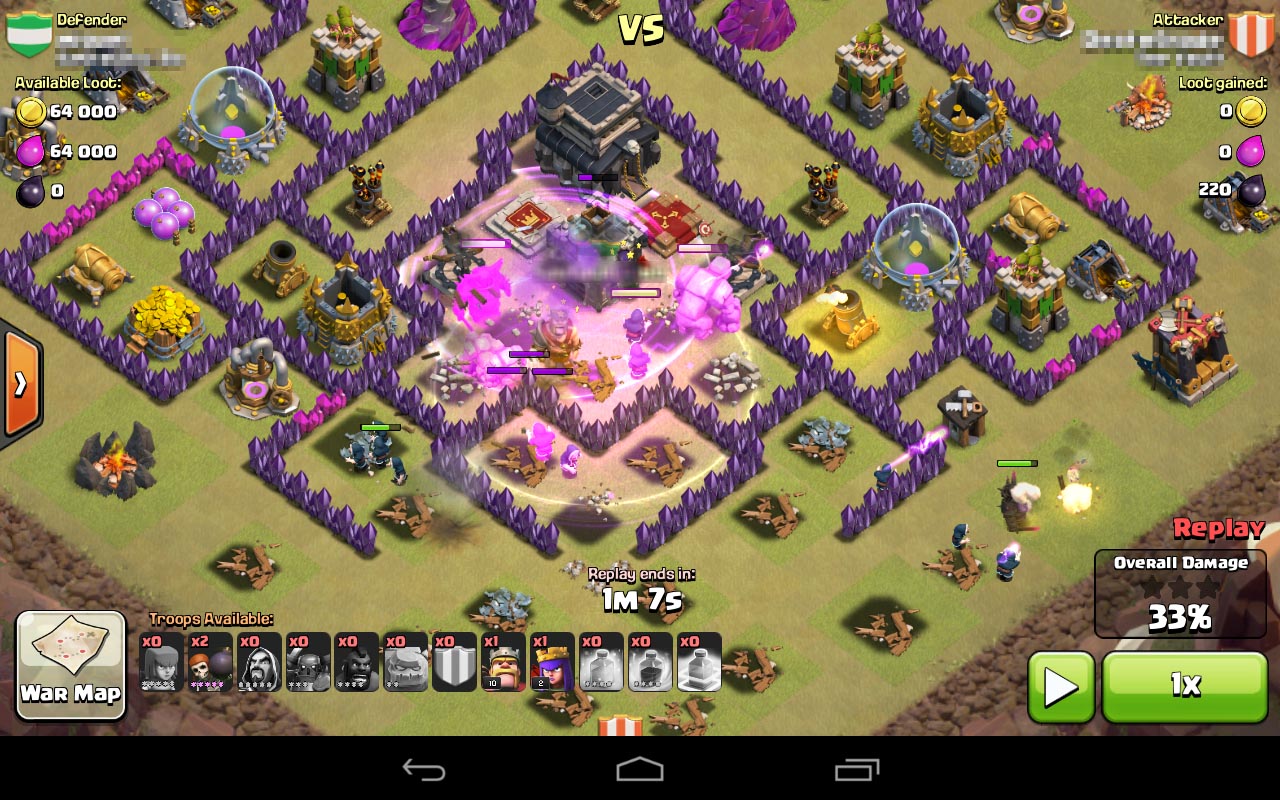 Defender
VS
Attacker
Available Loot:
64 000
64 000
0
Loot gained:
0
0
220
Replay
Overall Damage
33%
Replay ends in:
1M 7s
Troops Available:
x0
x2
x0
x0
x0
x0
x0
x1
x1
x0
x0
x0
10
2
War Map
1x